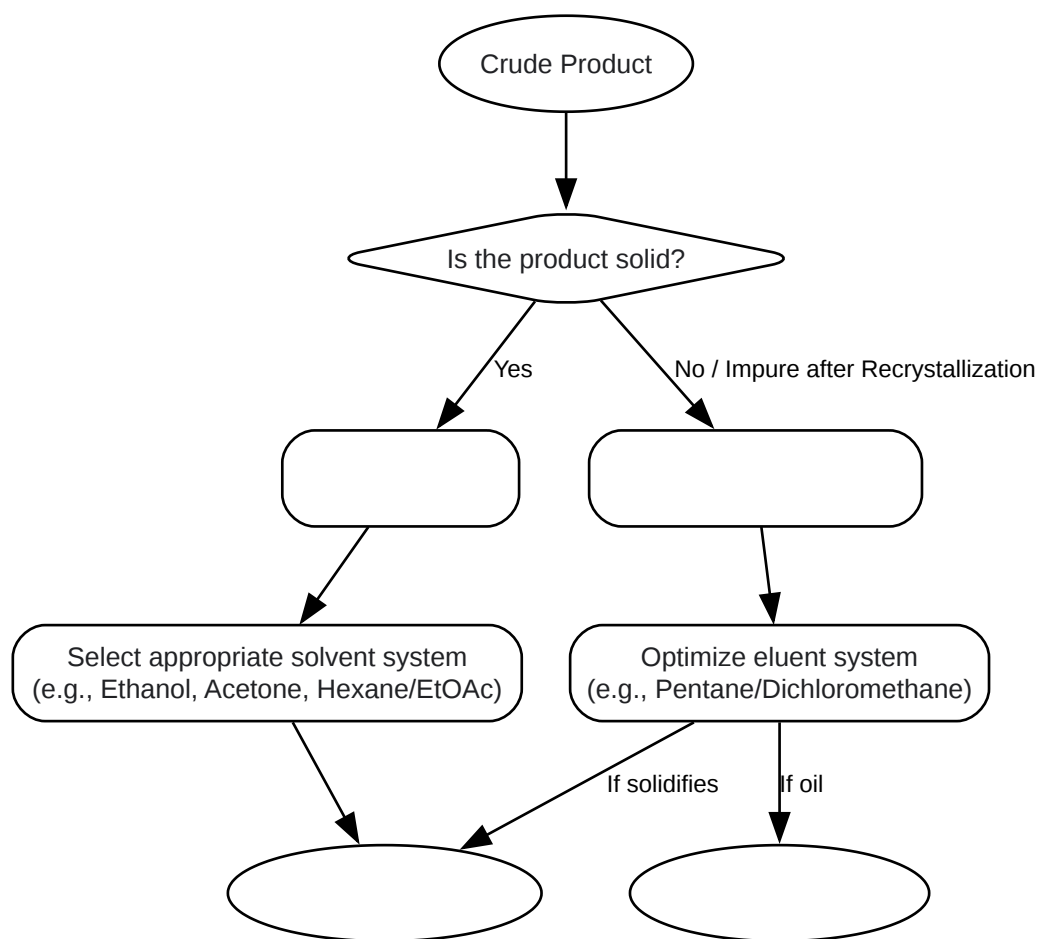 Crude Product
Is the product solid?
Yes
No / Impure after Recrystallization
Select appropriate solvent system
(e.g., Ethanol, Acetone, Hexane/EtOAc)
Optimize eluent system
(e.g., Pentane/Dichloromethane)
If solidifies
If oil